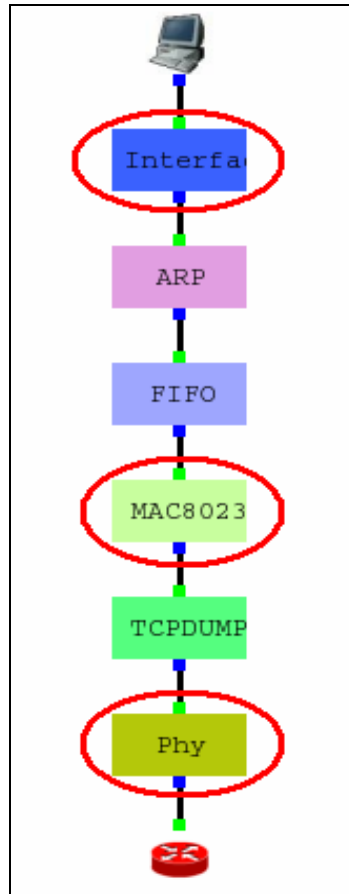 Interfac
ARP
FIFO
MAC8023
TCPDUMP
Phy